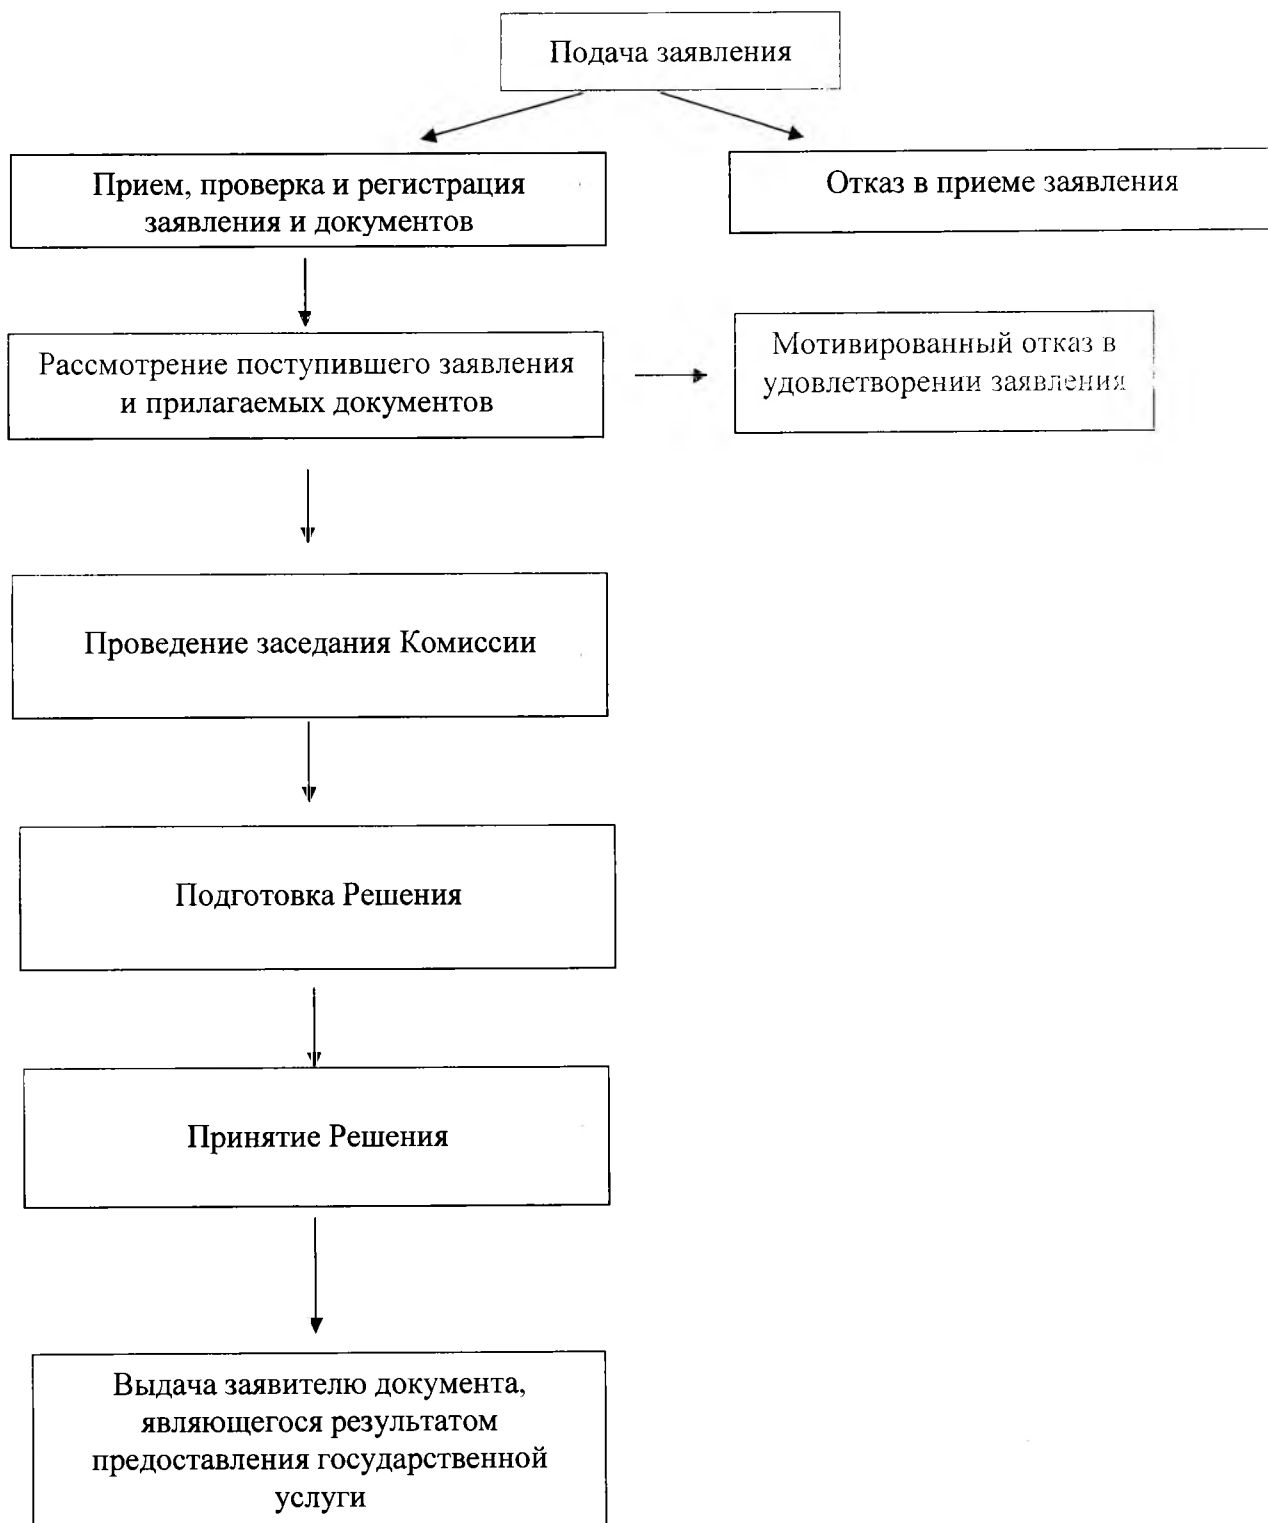 Подача заявления
Прием, проверка и регистрация
заявления и документов
Отказ в приеме заявления
Рассмотрение поступившего заявления
и прилагаемых документов
Мотивированный отказ в
удовлетворении заявления
Проведение заседания Комиссии
Подготовка Решения
Принятие Решения
Выдача заявителю документа,
являющегося результатом
предоставления государственной
услуги